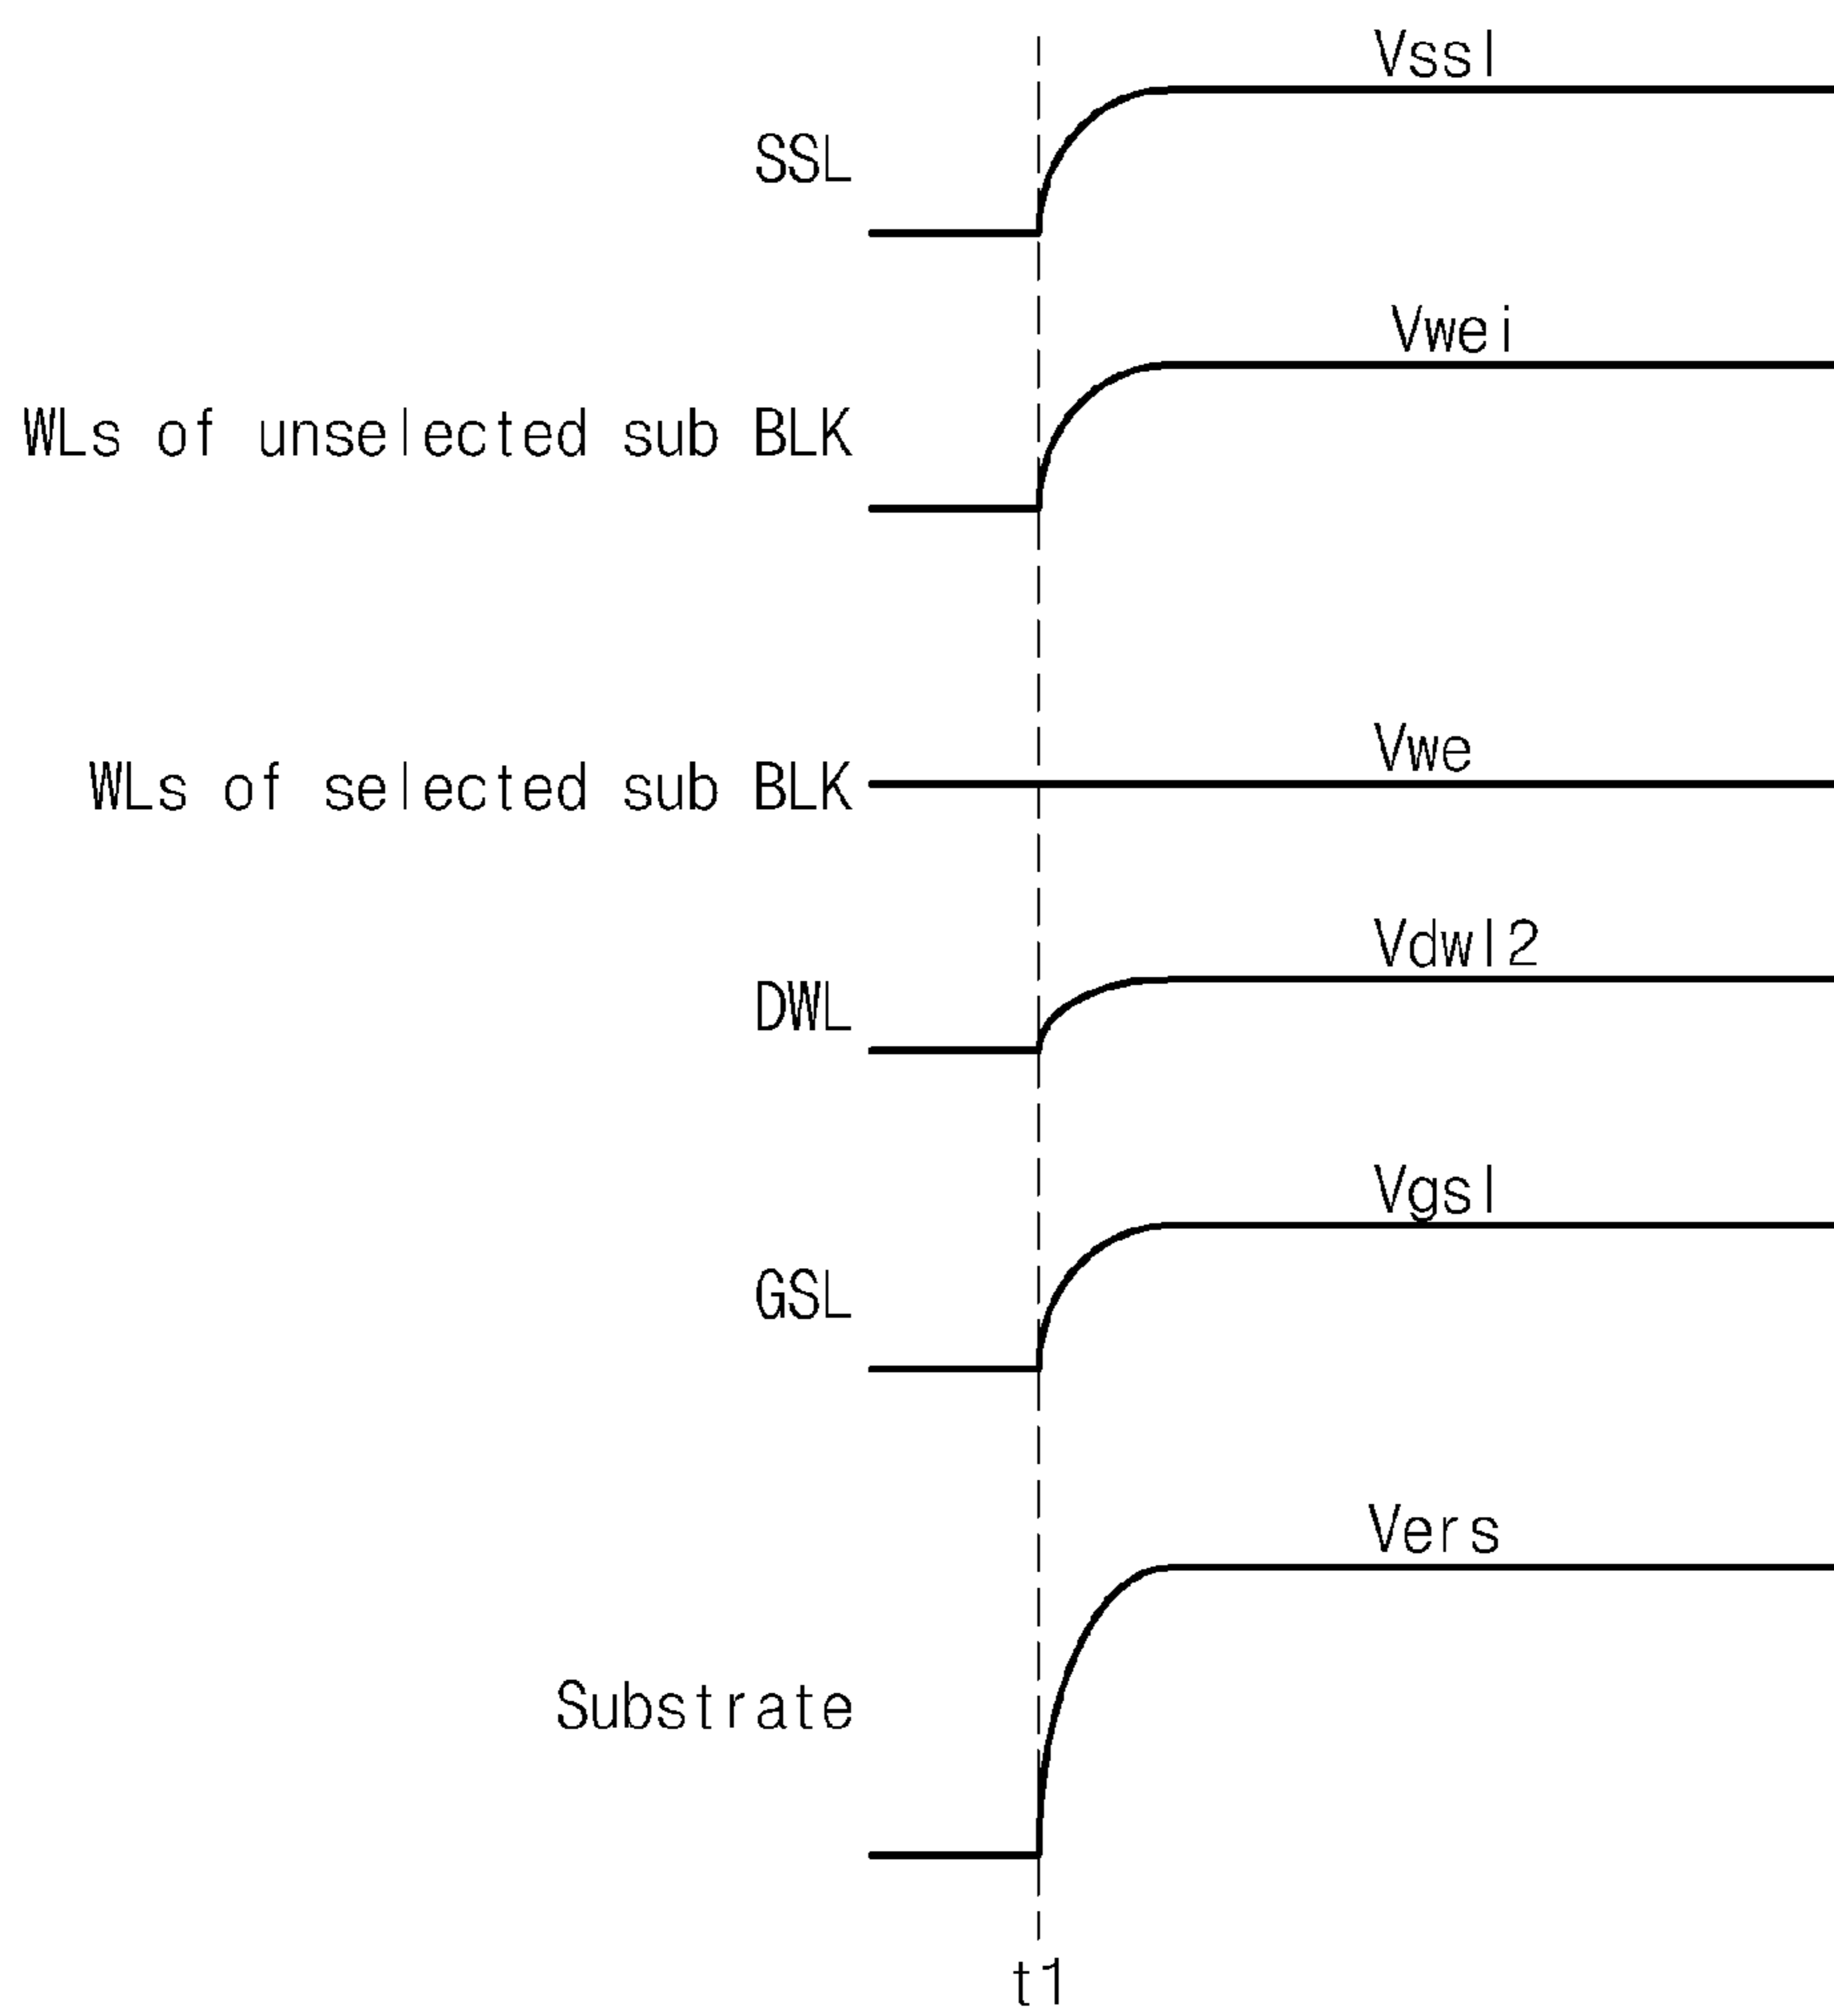 Vssl
SSL
Vwei
WLs of unselected sub BLK
Vwe
WLs of selected sub BLK
Vdwl2
DWL
Vgsl
GSL
Vers
Substrate
t1